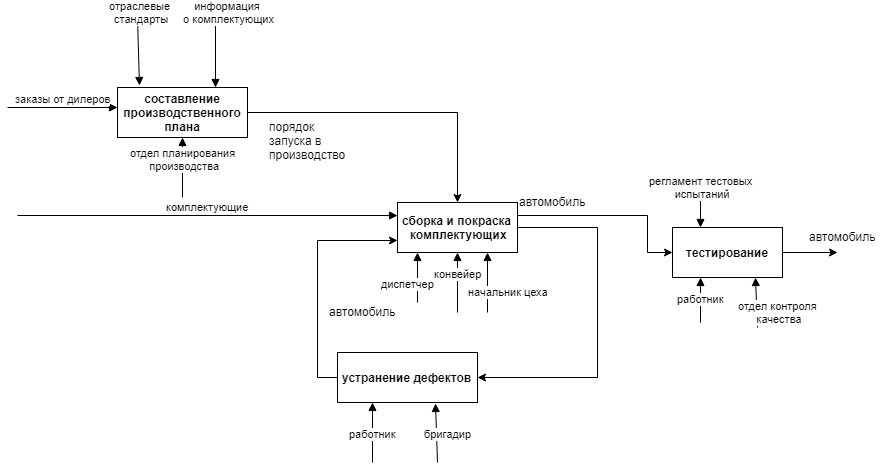 отраслевые
стандарты
информация
о комплектующих
заказы от дилеров
составление
производственного
плана
порядок
запуска в
производство
отдел планирования
производства
комплектующие
сборка и покраска
комплектующих
автомобиль
регламент тестовых
испытаний
тестирование
автомобиль
диспетчер
конвейер
начальник цеха
работник
отдел контроля
качества
автомобиль
устранение дефектов
работник
бригадир